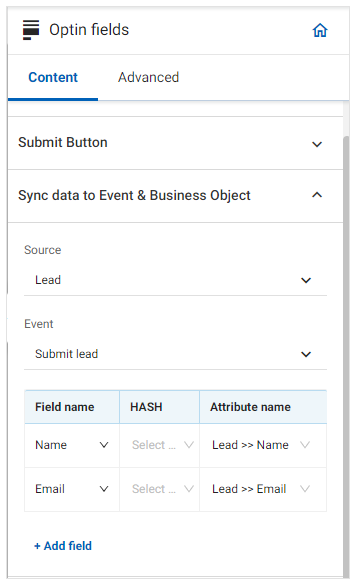 Optin fields
Content Advanced
Submit Button
Sync data to Event & Business Object
Source
Lead
Event
Submit lead
Field name HASH Attribute name
Name Select ... Lead >> Name
Email Select ... Lead >> Email
+ Add field